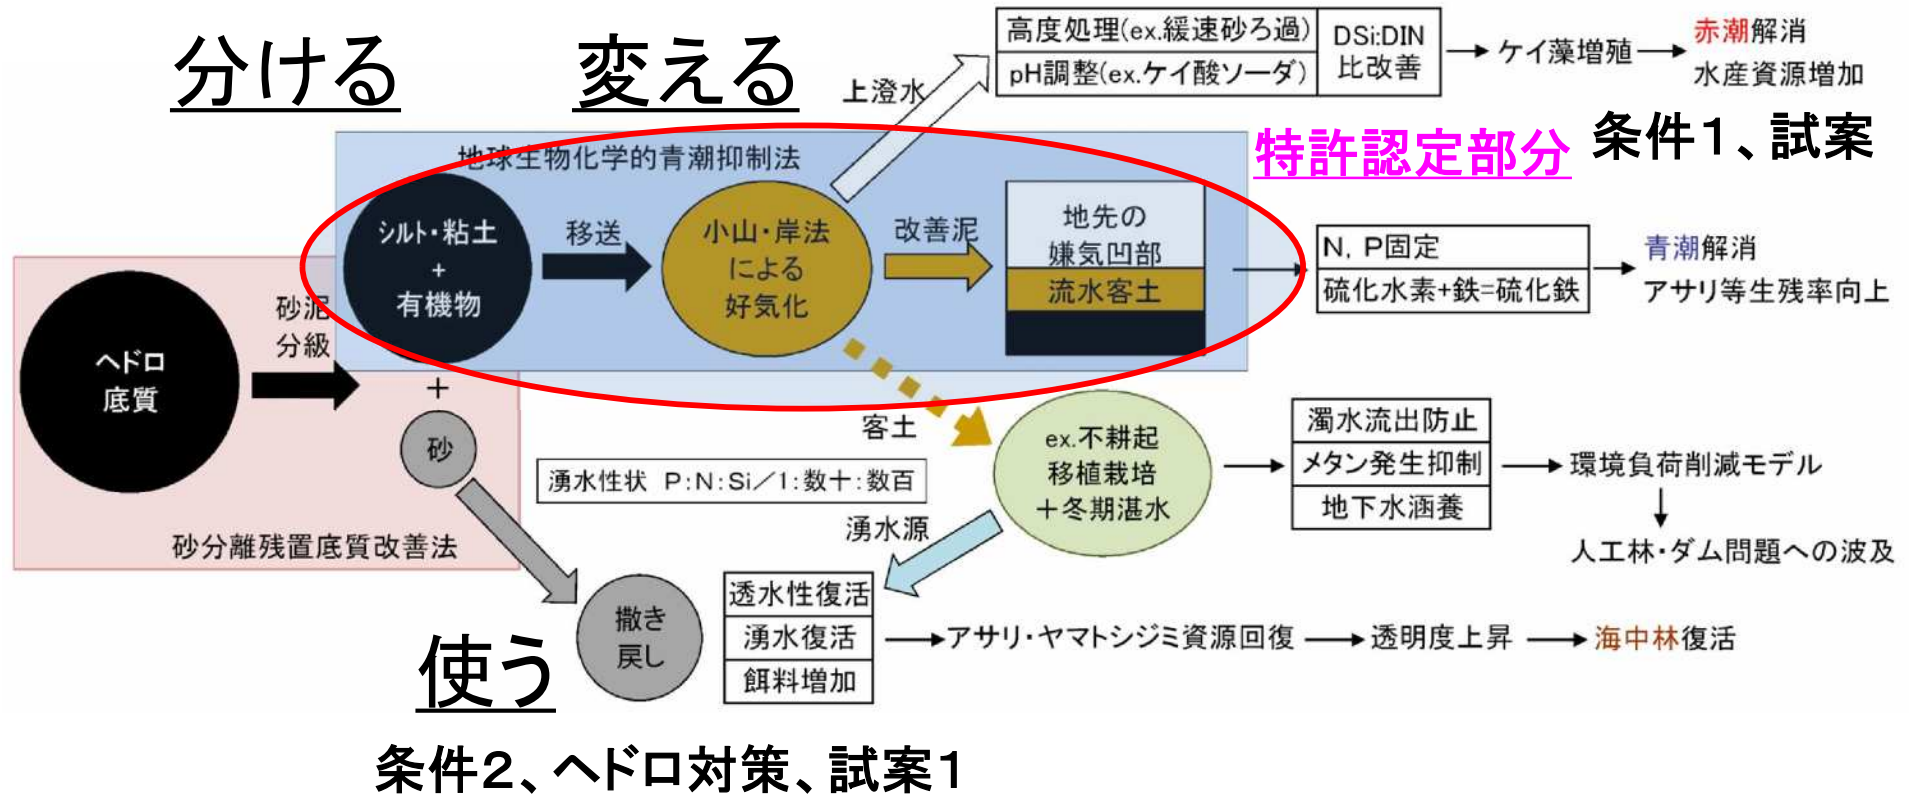 分ける
変える
上澄水
高度処理(ex.緩速砂ろ過)
pH調整(ex.ケイ酸ソーダ)
DSi:DIN
比改善
ケイ藻増殖
赤潮解消
水産資源増加
条件1、試案
特許認定部分
地球生物化学的青潮抑制法
シルト・粘土
+
有機物
移送
小山・岸法
による
好気化
改善泥
地先の
嫌気凹部
流水客土
N, P固定
硫化水素+鉄=硫化鉄
青潮解消
アサリ等生残率向上
ヘドロ
底質
砂泥
分級
+
砂
砂分離残置底質改善法
客土
ex.不耕起
移植栽培
+冬期湛水
濁水流出防止
メタン発生抑制
地下水涵養
環境負荷削減モデル
人工林・ダム問題への波及
湧水性状 P:N:Si/1:数十:数百
湧水源
使う
撒き
戻し
透水性復活
湧水復活
餌料増加
アサリ・ヤマトシジミ資源回復
透明度上昇
海中林復活
条件2、ヘドロ対策、試案1